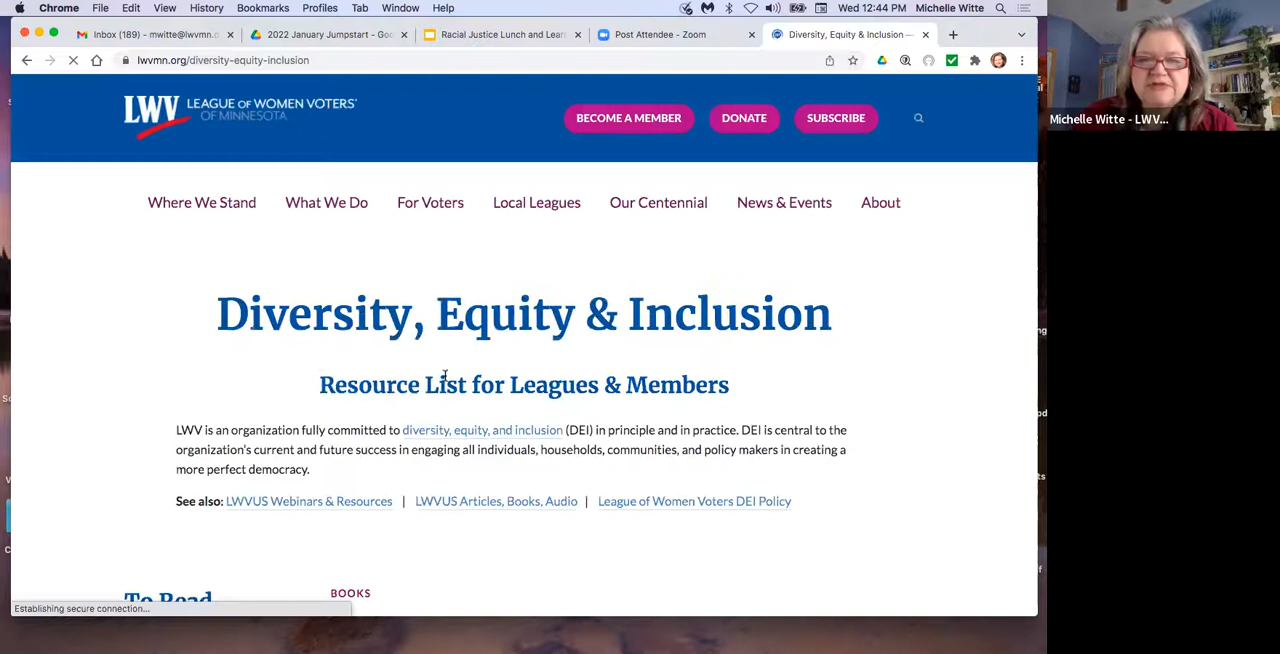 Chrome File Edit View History Bookmarks Profiles Tab Window Help Wed 12:44 PM Michelle Witte
Inbox (189) - mwitte@lwvmn.o
2022 January Jumpstart - Goo
Racial Justice Lunch and Lear
Post Attendee - Zoom
Diversity, Equity & Inclusion —
lwvmn.org/diversity-equity-inclusion
Michelle Witte - LWV...
LWV LEAGUE OF WOMEN VOTERS®
OF MINNESOTA
BECOME A MEMBER DONATE SUBSCRIBE
Where We Stand What We Do For Voters Local Leagues Our Centennial News & Events About
Diversity, Equity & Inclusion
Resource List for Leagues & Members
LWV is an organization fully committed to diversity, equity, and inclusion (DEI) in principle and in practice. DEI is central to the
organization's current and future success in engaging all individuals, households, communities, and policy makers in creating a
more perfect democracy.
See also: LWVUS Webinars & Resources | LWVUS Articles, Books, Audio | League of Women Voters DEI Policy
To Read
BOOKS
Establishing secure connection...